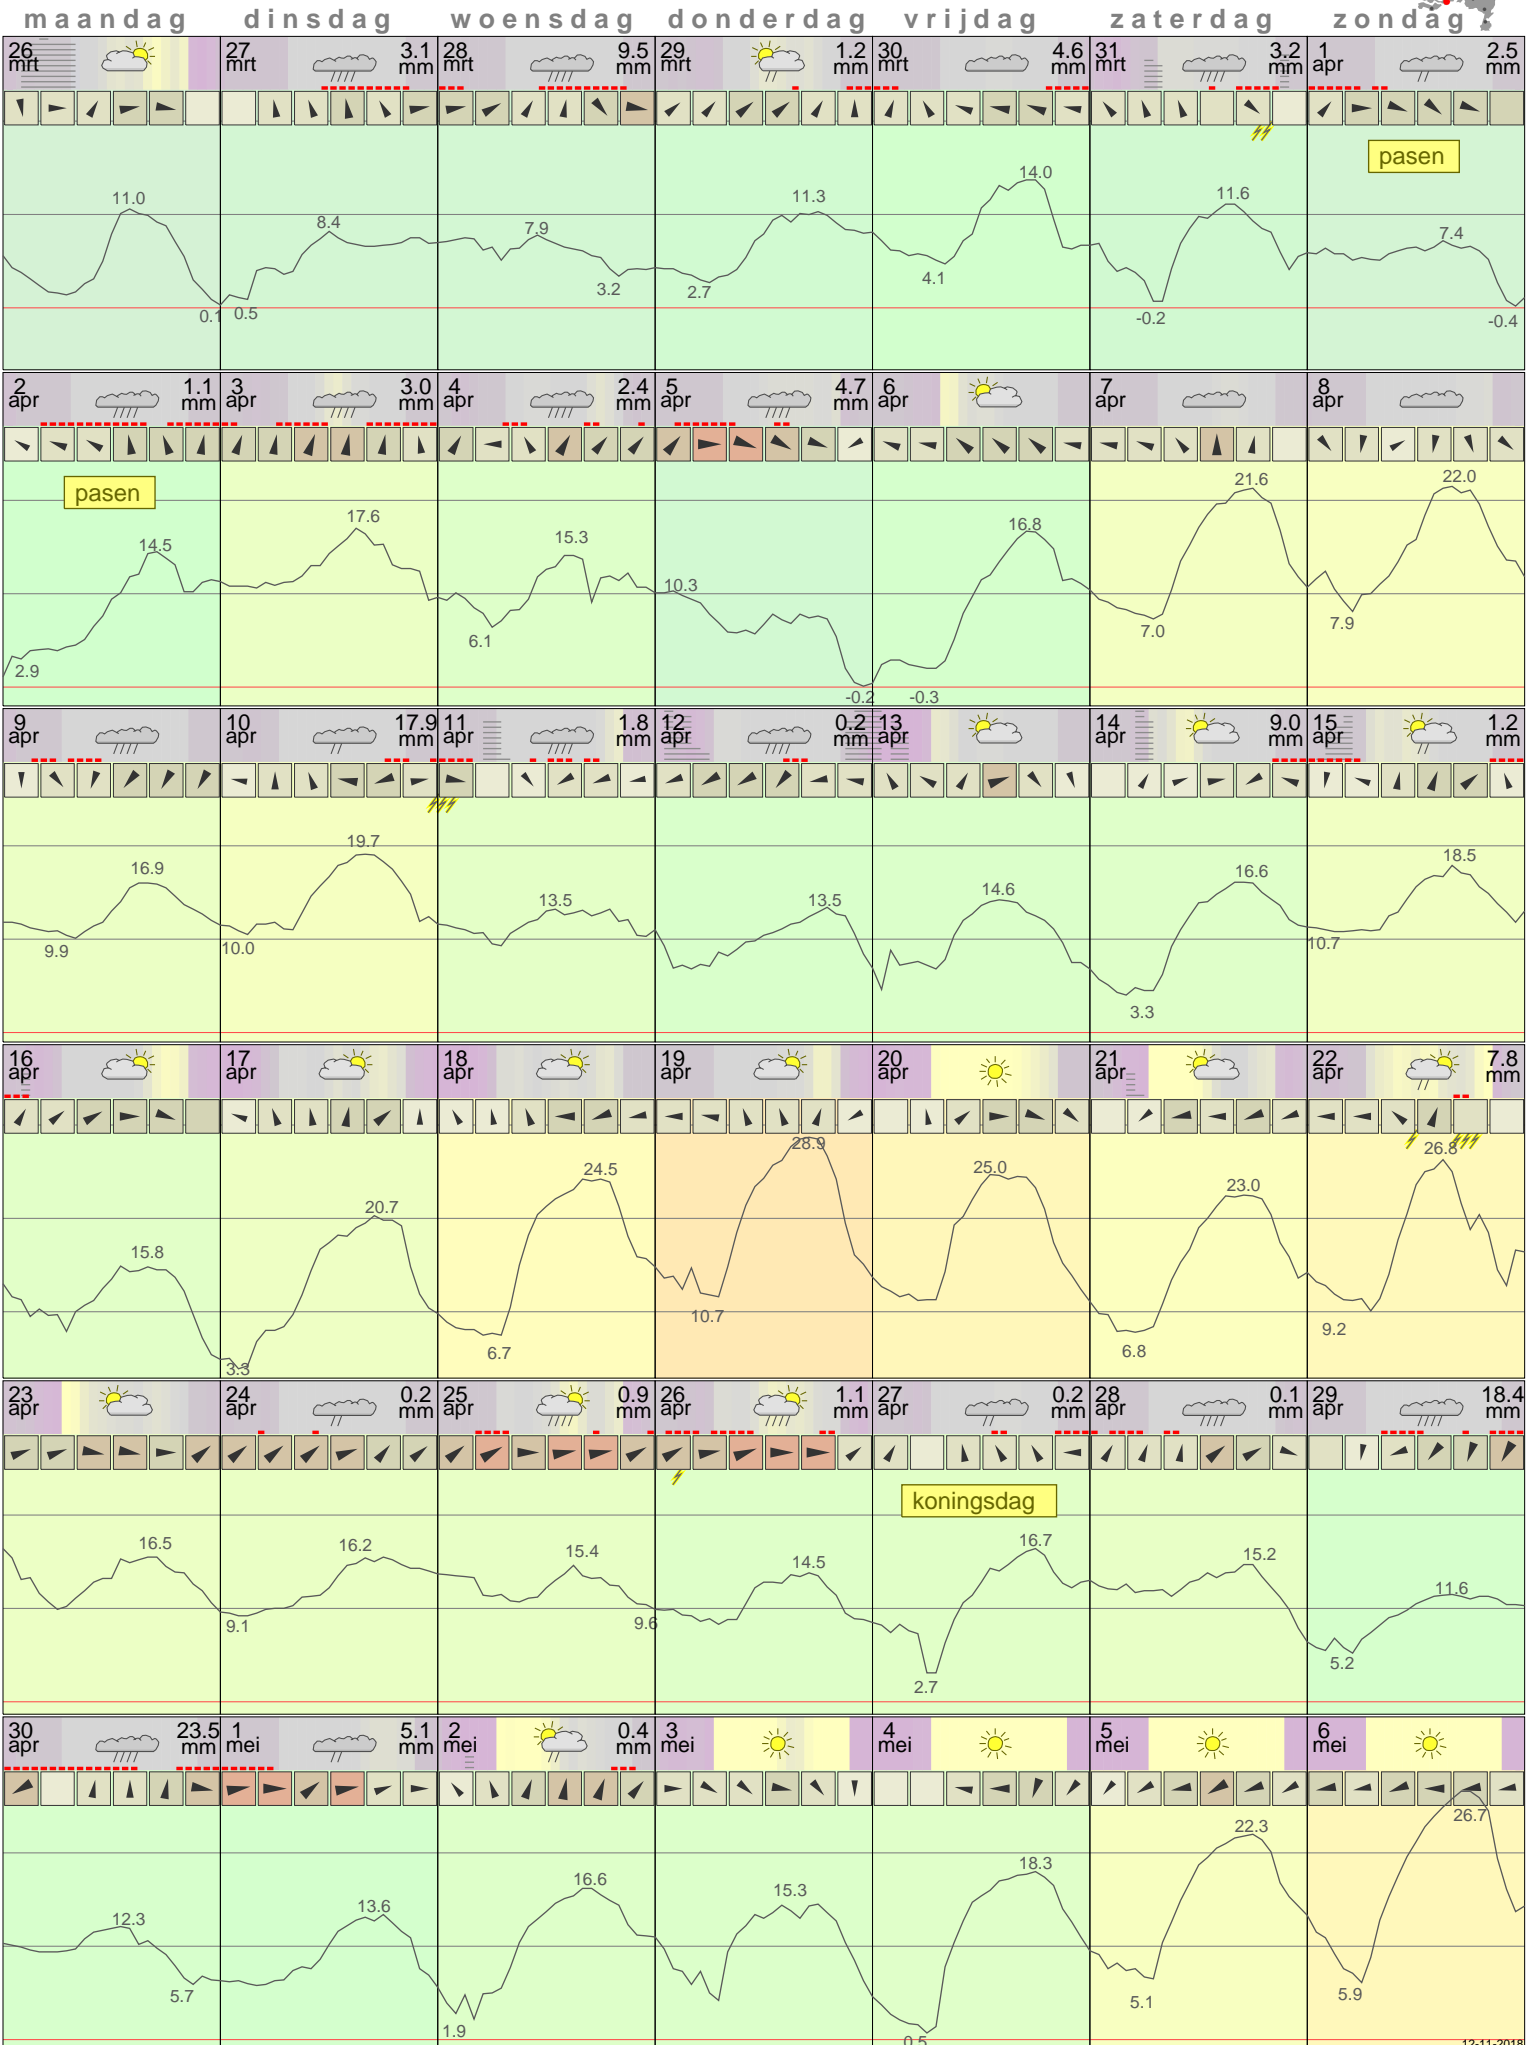 maandag dinsdag woensdag donderdag vrijdag zaterdag zondag
26 mrt 27 mrt 3.1 mm 28 mrt 9.5 mm 29 mrt 1.2 mm 30 mrt 4.6 mm 31 mrt 3.2 mm 1 apr 2.5 mm
pasen
11.0 0.1 0.5 8.4 7.9 3.2 2.7 11.3 4.1 14.0 -0.2 11.6 7.4 -0.4
2 apr 1.1 mm 3 apr 3.0 mm 4 apr 2.4 mm 5 apr 4.7 mm 6 apr 7 apr 8 apr
pasen
2.9 14.5 17.6 6.1 15.3 10.3 -0.2 -0.3 16.8 7.0 21.6 7.9 22.0
9 apr 10 apr 17.9 mm 11 apr 1.8 mm 12 apr 0.2 mm 13 apr 14 apr 9.0 mm 15 apr 1.2 mm
9.9 16.9 10.0 19.7 13.5 13.5 14.6 3.3 16.6 10.7 18.5
16 apr 17 apr 18 apr 19 apr 20 apr 21 apr 22 apr 7.8 mm
15.8 3.3 20.7 6.7 24.5 10.7 28.9 25.0 6.8 23.0 9.2 26.8
23 apr 24 apr 0.2 mm 25 apr 0.9 mm 26 apr 1.1 mm 27 apr 0.2 mm 28 apr 0.1 mm 29 apr 18.4 mm
koningsdag
16.5 9.1 16.2 15.4 9.6 14.5 2.7 16.7 15.2 5.2 11.6
30 apr 23.5 mm 1 mei 5.1 mm 2 mei 0.4 mm 3 mei 4 mei 5 mei 6 mei
12.3 5.7 13.6 1.9 16.6 15.3 0.5 18.3 5.1 22.3 5.9 26.7
12-11-2018